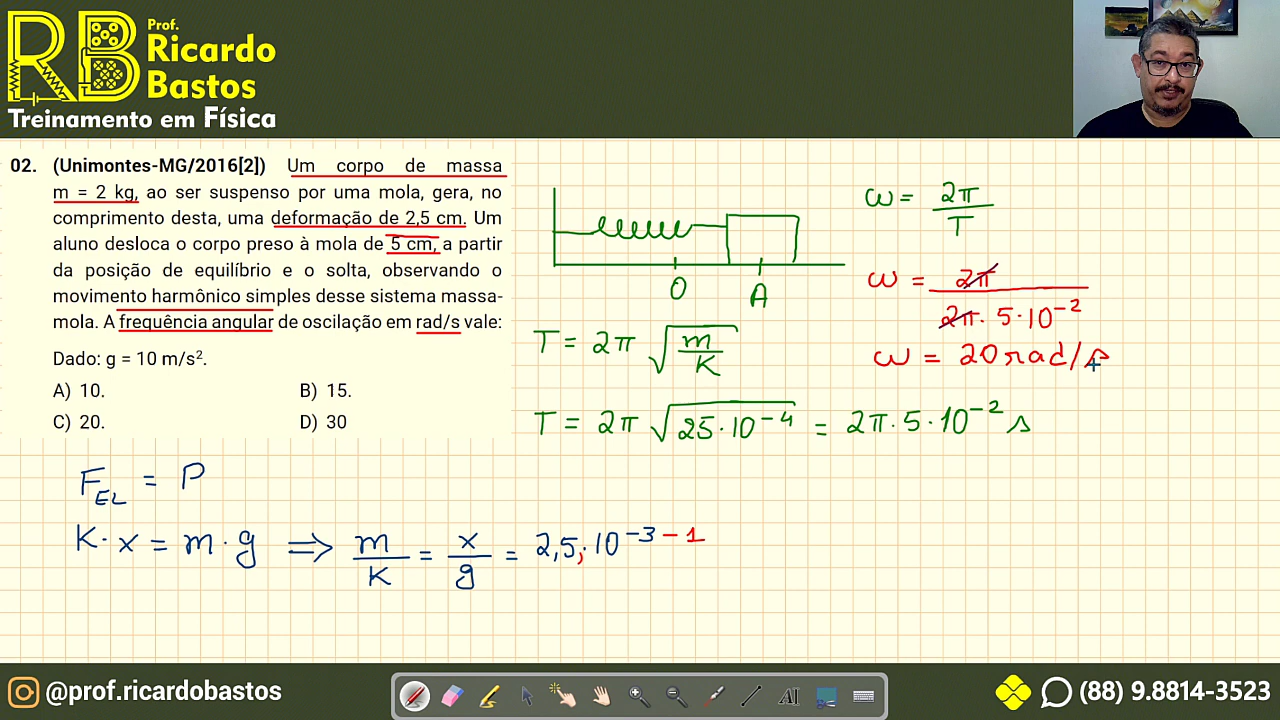 RB Prof.
Ricardo
Bastos
Treinamento em Física
02. (Unimontes-MG/2016[2]) Um corpo de massa
m = 2 kg, ao ser suspenso por uma mola, gera, no
comprimento desta, uma deformação de 2,5 cm. Um
aluno desloca o corpo preso à mola de 5 cm, a partir
da posição de equilíbrio e o solta, observando o
movimento harmônico simples desse sistema massa-
mola. A frequência angular de oscilação em rad/s vale:
Dado: g = 10 m/s².
A) 10. B) 15.
C) 20. D) 30
O A
T = 2π √(m/K)
T = 2π √(25·10⁻⁴) = 2π·5·10⁻² s
ω = 2π/T
ω = 2π/(2π·5·10⁻²)
ω = 20 rad/s
F_EL = P
K·x = m·g ⟹ m/K = x/g = 2,5,·10⁻³⁻¹
@prof.ricardobastos
AI
(88) 9.8814-3523